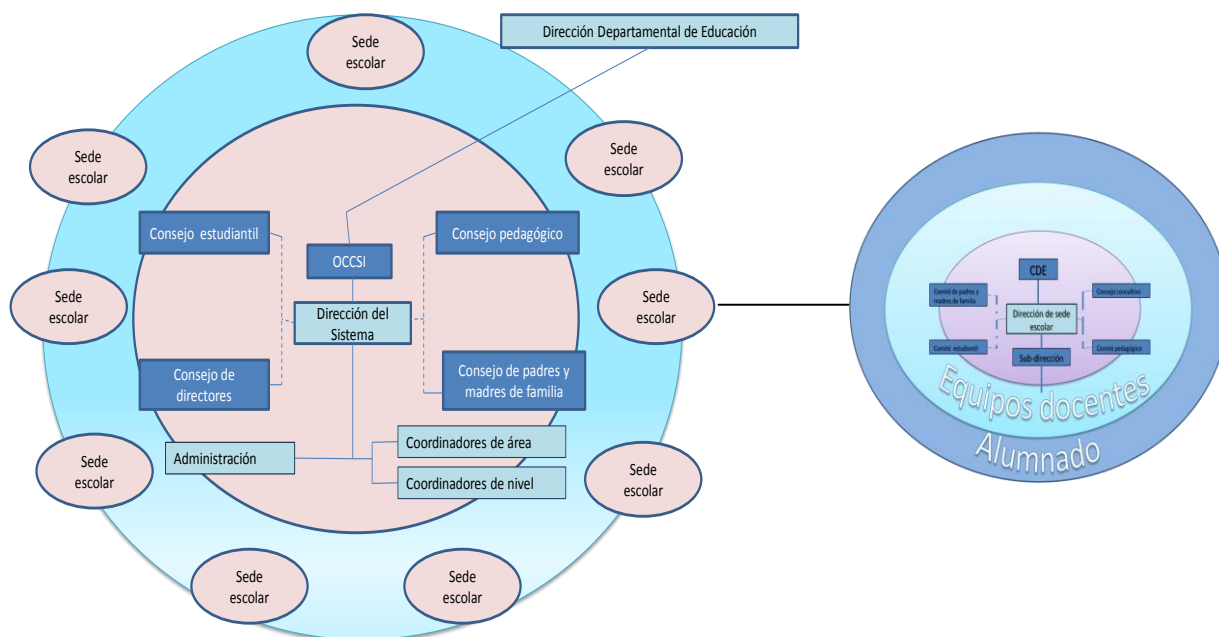 Dirección Departamental de Educación
Sede
escolar
Sede
escolar
Sede
escolar
Consejo estudiantil
Consejo pedagógico
OCCSI
Sede
escolar
Dirección del
Sistema
Sede
escolar
Consejo de
directores
Consejo de padres y
madres de familia
Coordinadores de área
Administración
Coordinadores de nivel
Sede
escolar
Sede
escolar
Sede
escolar
Sede
escolar
CDE
Comité de padres y
madres de familia
Consejo consultivo
Dirección de sede
escolar
Comité estudiantil
Comité pedagógico
Sub-dirección
Equipos docentes
Alumnado